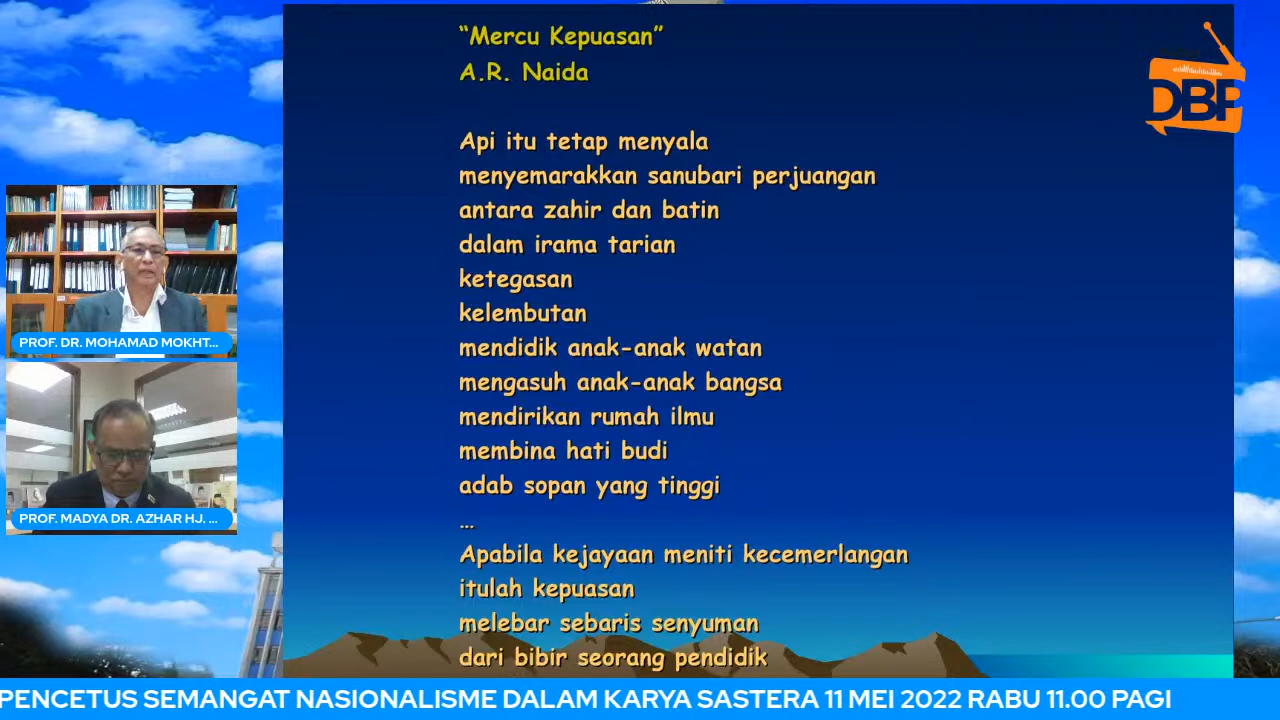 “Mercu Kepuasan”
A.R. Naida
Api itu tetap menyala
menyemarakkan sanubari perjuangan
antara zahir dan batin
dalam irama tarian
ketegasan
kelembutan
mendidik anak-anak watan
mengasuh anak-anak bangsa
mendirikan rumah ilmu
membina hati budi
adab sopan yang tinggi
...
Apabila kejayaan meniti kecemerlangan
itulah kepuasan
melebar sebaris senyuman
dari bibir seorang pendidik
DBP
PROF. DR. MOHAMAD MOKHT...
PROF. MADYA DR. AZHAR HJ. ...
PENCETUS SEMANGAT NASIONALISME DALAM KARYA SASTERA 11 MEI 2022 RABU 11.00 PAGI